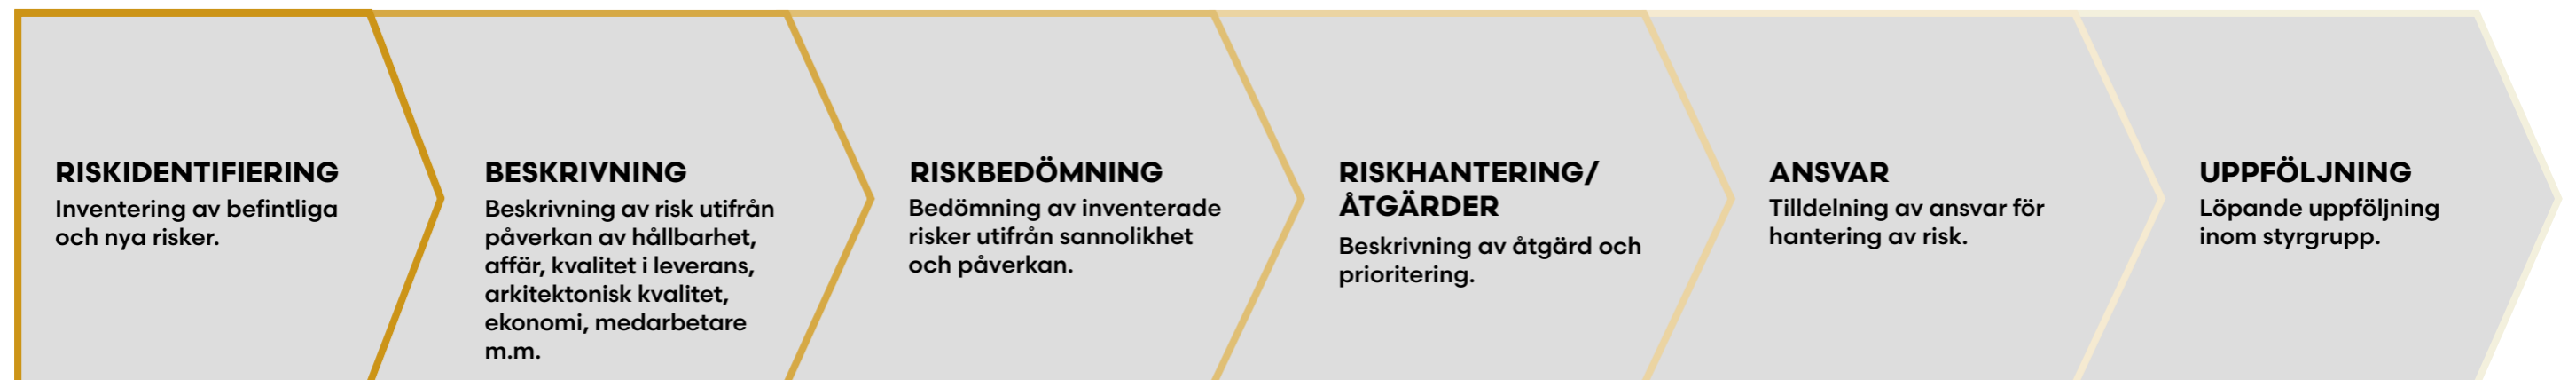 RISKIDENTIFIERING
Inventering av befintliga
och nya risker.
BESKRIVNING
Beskrivning av risk utifrån
påverkan av hållbarhet,
affär, kvalitet i leverans,
arkitektonisk kvalitet,
ekonomi, medarbetare
m.m.
RISKBEDÖMNING
Bedömning av inventerade
risker utifrån sannolikhet
och påverkan.
RISKHANTERING/
ÅTGÄRDER
Beskrivning av åtgärd och
prioritering.
ANSVAR
Tilldelning av ansvar för
hantering av risk.
UPPFÖLJNING
Löpande uppföljning
inom styrgrupp.